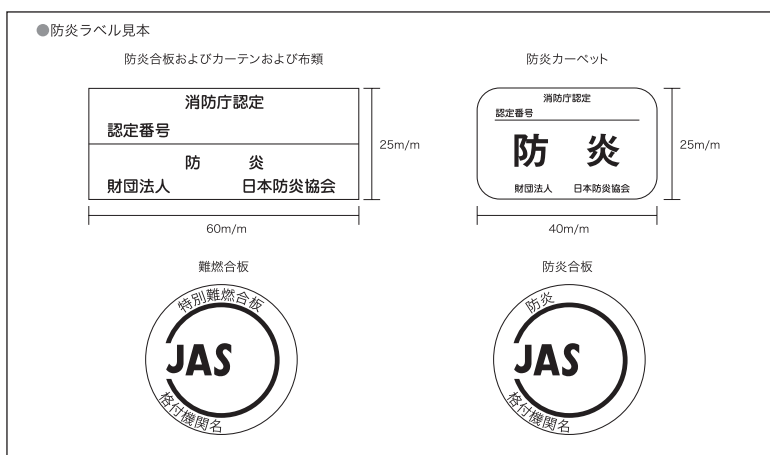 ●防炎ラベル見本
防炎合板およびカーテンおよび布類
消防庁認定
認定番号
防 炎
財団法人 日本防炎協会
25m/m
60m/m
防炎カーペット
消防庁認定
認定番号
防 炎
財団法人 日本防炎協会
25m/m
40m/m
難燃合板
特別難燃合板
JAS
格付機関名
防炎合板
防炎
JAS
格付機関名